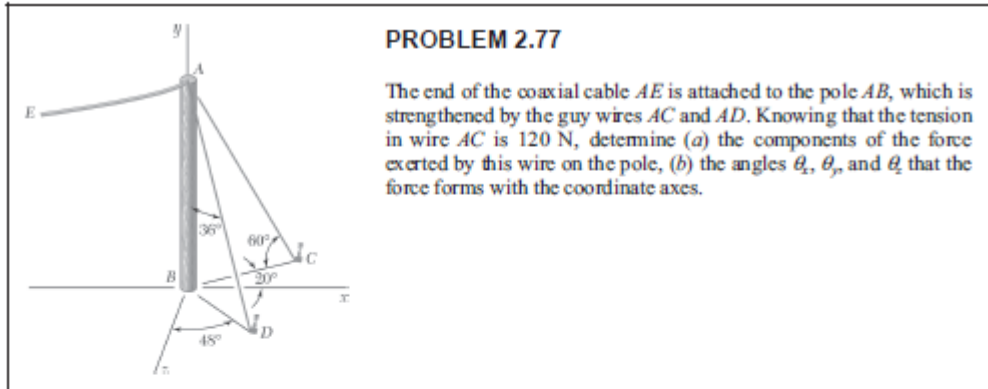 PROBLEM 2.77
The end of the coaxial cable AE is attached to the pole AB, which is
strengthened by the guy wires AC and AD. Knowing that the tension
in wire AC is 120 N, determine (a) the components of the force
exerted by this wire on the pole, (b) the angles θx, θy, and θz that the
force forms with the coordinate axes.
y
A
E
36°
60°
C
B
20°
x
D
48°
z